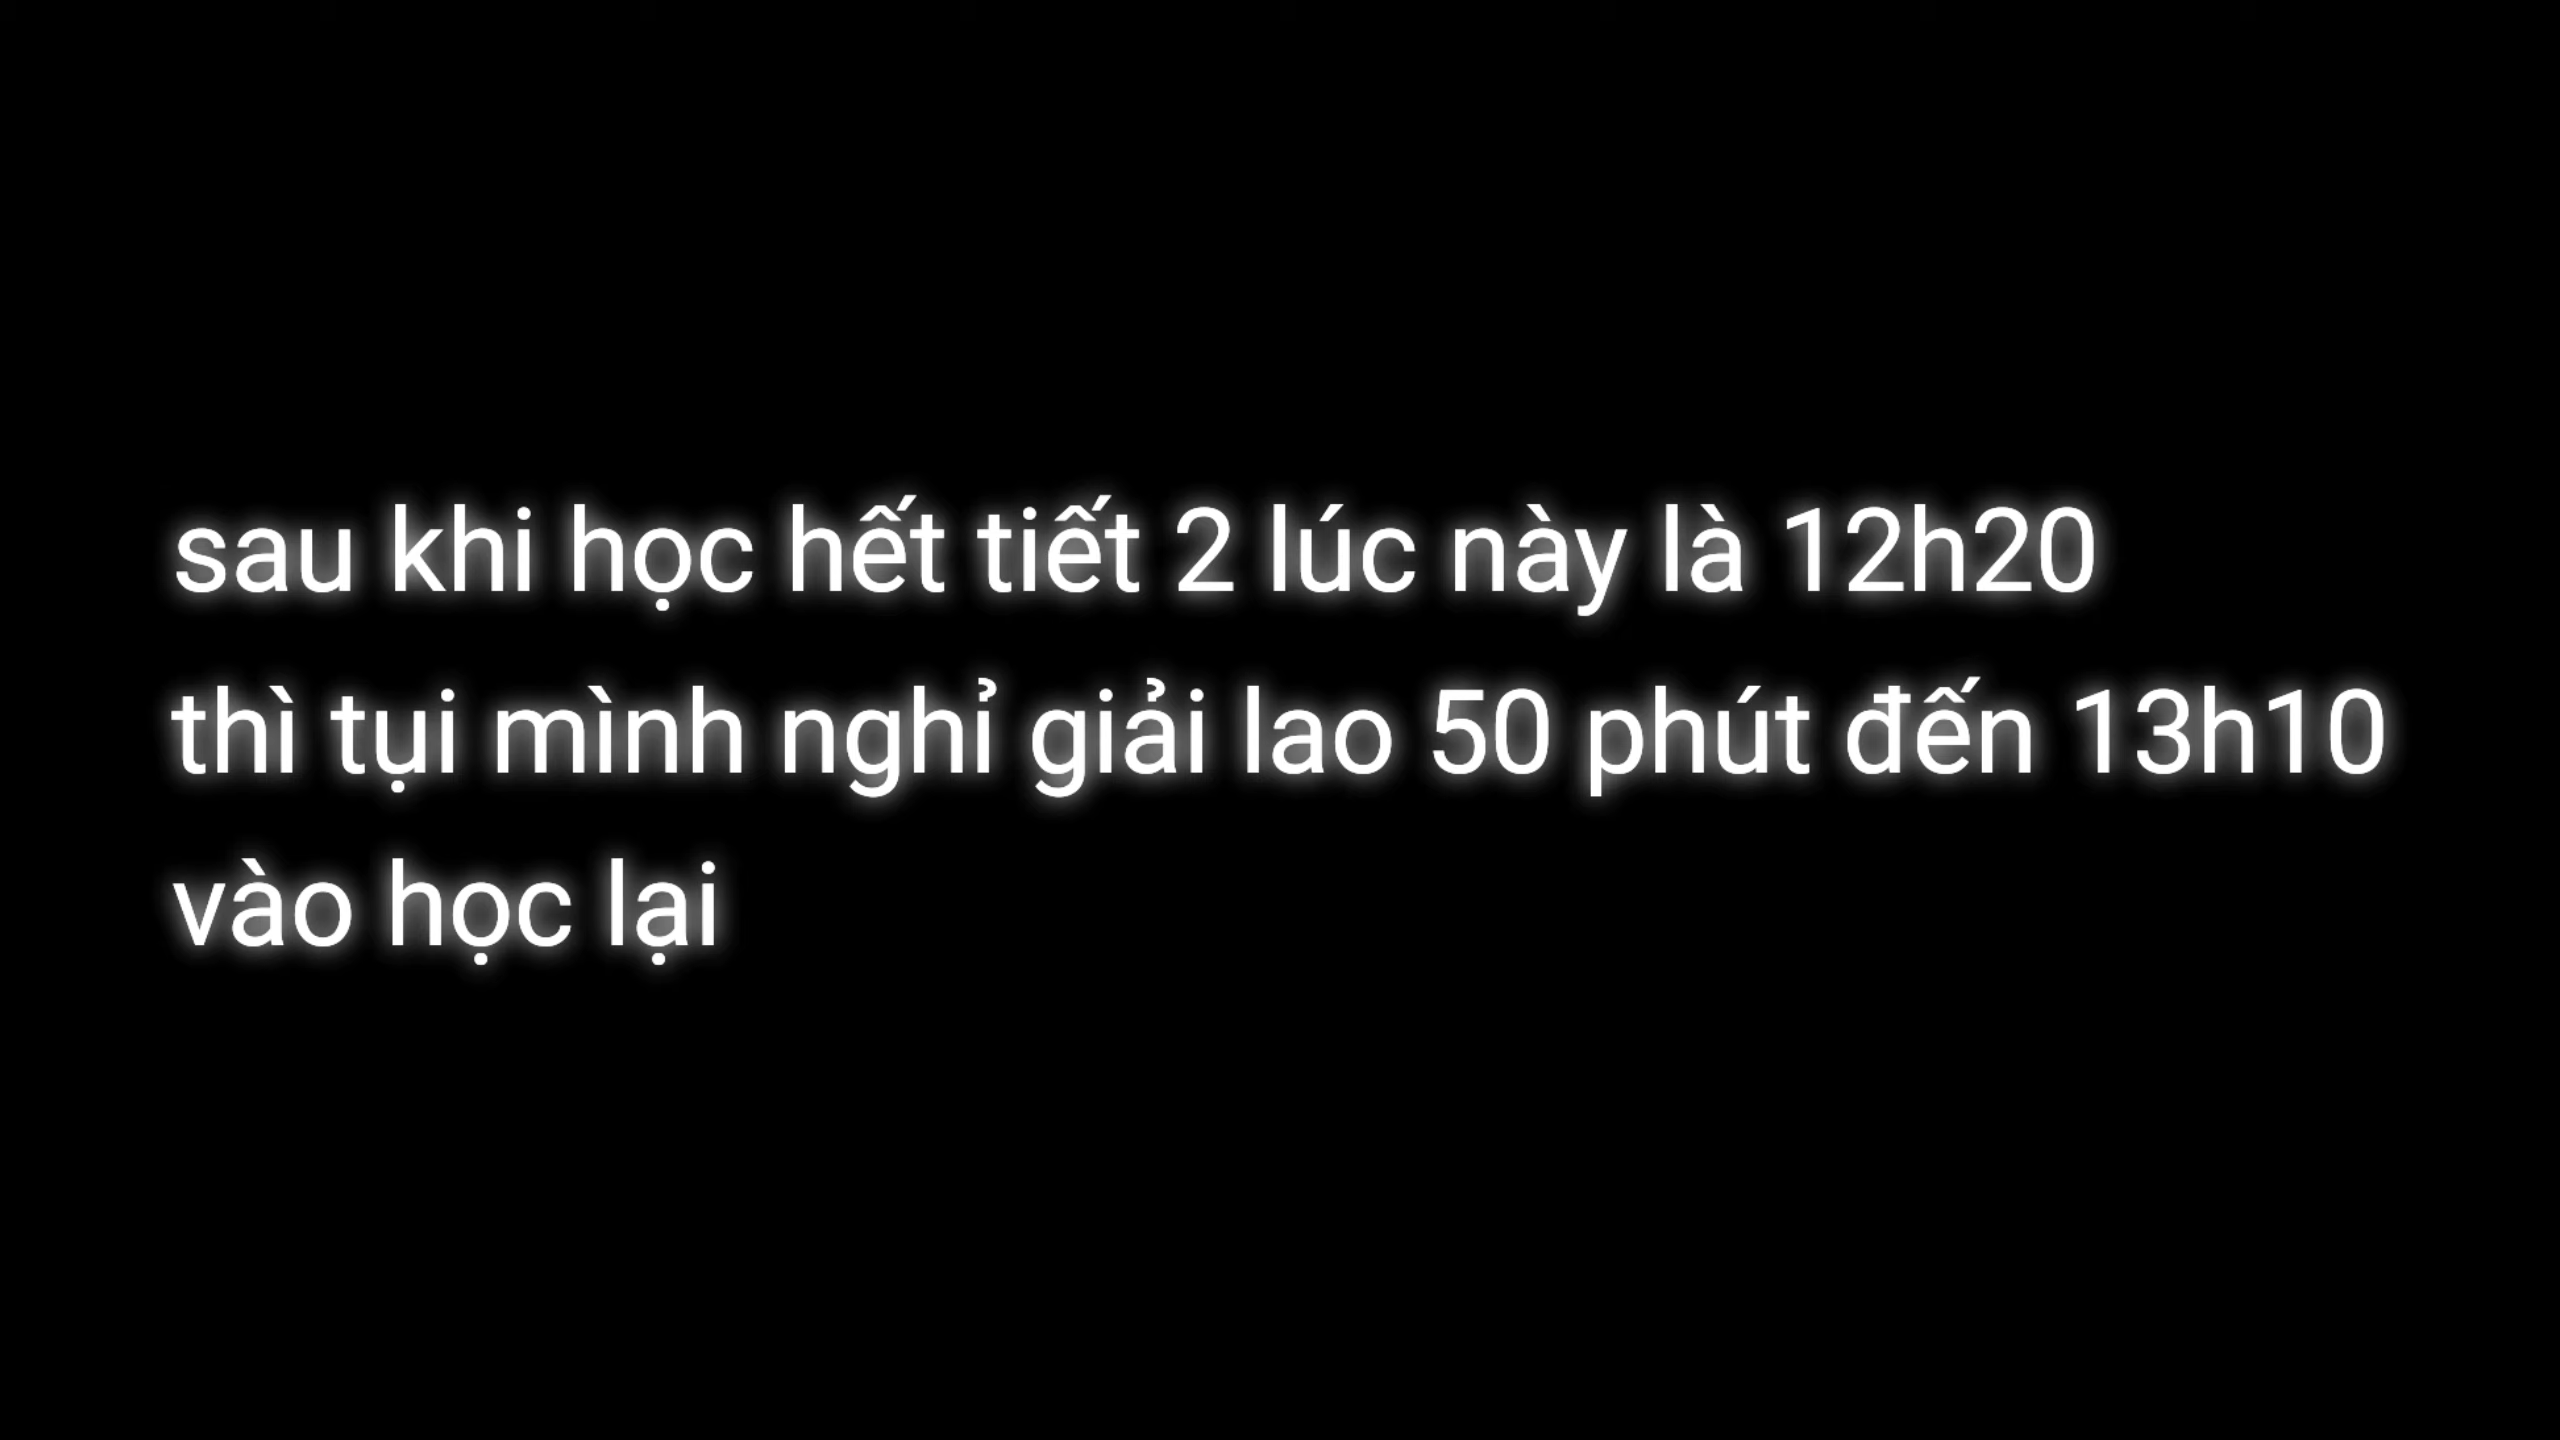 sau khi học hết tiết 2 lúc này là 12h20
thì tụi mình nghỉ giải lao 50 phút đến 13h10
vào học lại